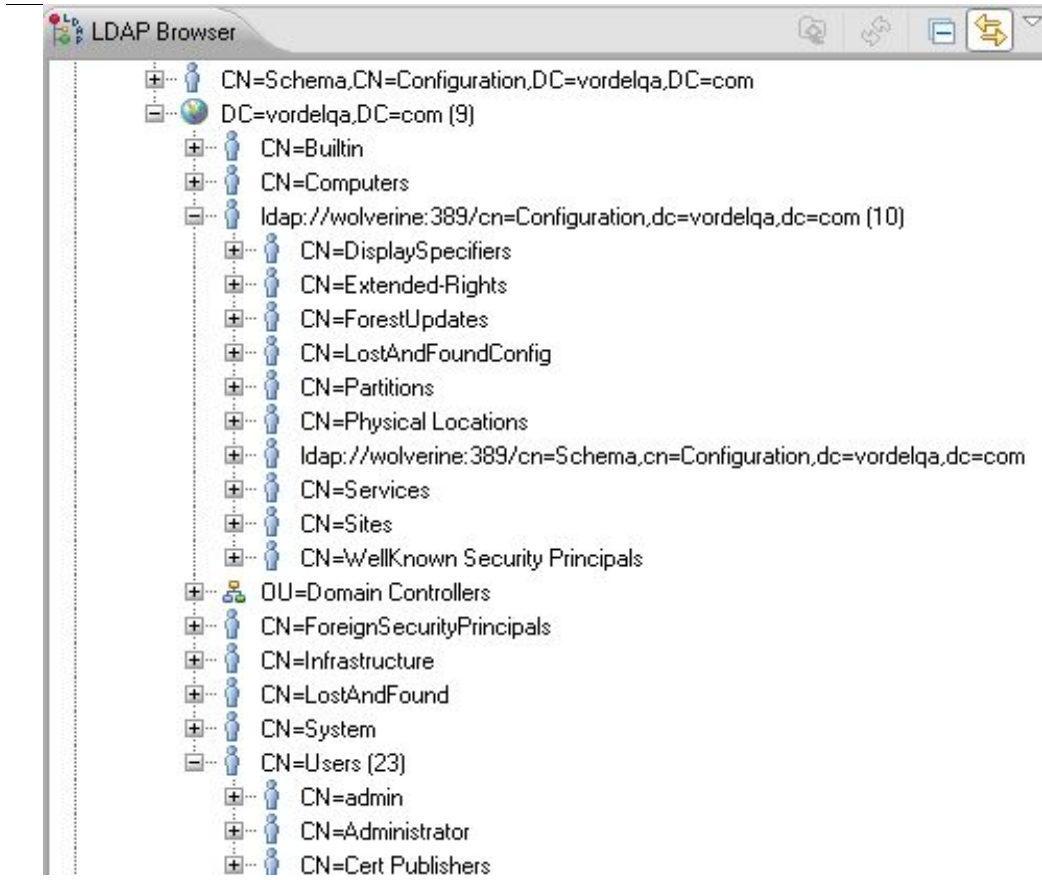 LDAP Browser
CN=Schema,CN=Configuration,DC=vordelqa,DC=com
DC=vordelqa,DC=com (9)
CN=Builtin
CN=Computers
ldap://wolverine:389/cn=Configuration,dc=vordelqa,dc=com (10)
CN=DisplaySpecifiers
CN=Extended-Rights
CN=ForestUpdates
CN=LostAndFoundConfig
CN=Partitions
CN=Physical Locations
ldap://wolverine:389/cn=Schema,cn=Configuration,dc=vordelqa,dc=com
CN=Services
CN=Sites
CN=WellKnown Security Principals
OU=Domain Controllers
CN=ForeignSecurityPrincipals
CN=Infrastructure
CN=LostAndFound
CN=System
CN=Users (23)
CN=admin
CN=Administrator
CN=Cert Publishers